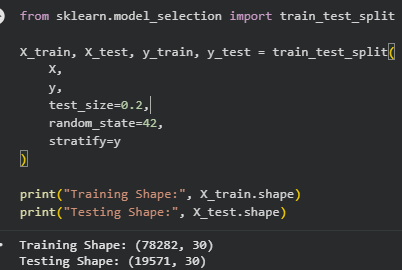 from sklearn.model_selection import train_test_split
X_train, X_test, y_train, y_test = train_test_split(
    X,
    y,
    test_size=0.2,
    random_state=42,
    stratify=y
)
print("Training Shape:", X_train.shape)
print("Testing Shape:", X_test.shape)
Training Shape: (78282, 30)
Testing Shape: (19571, 30)